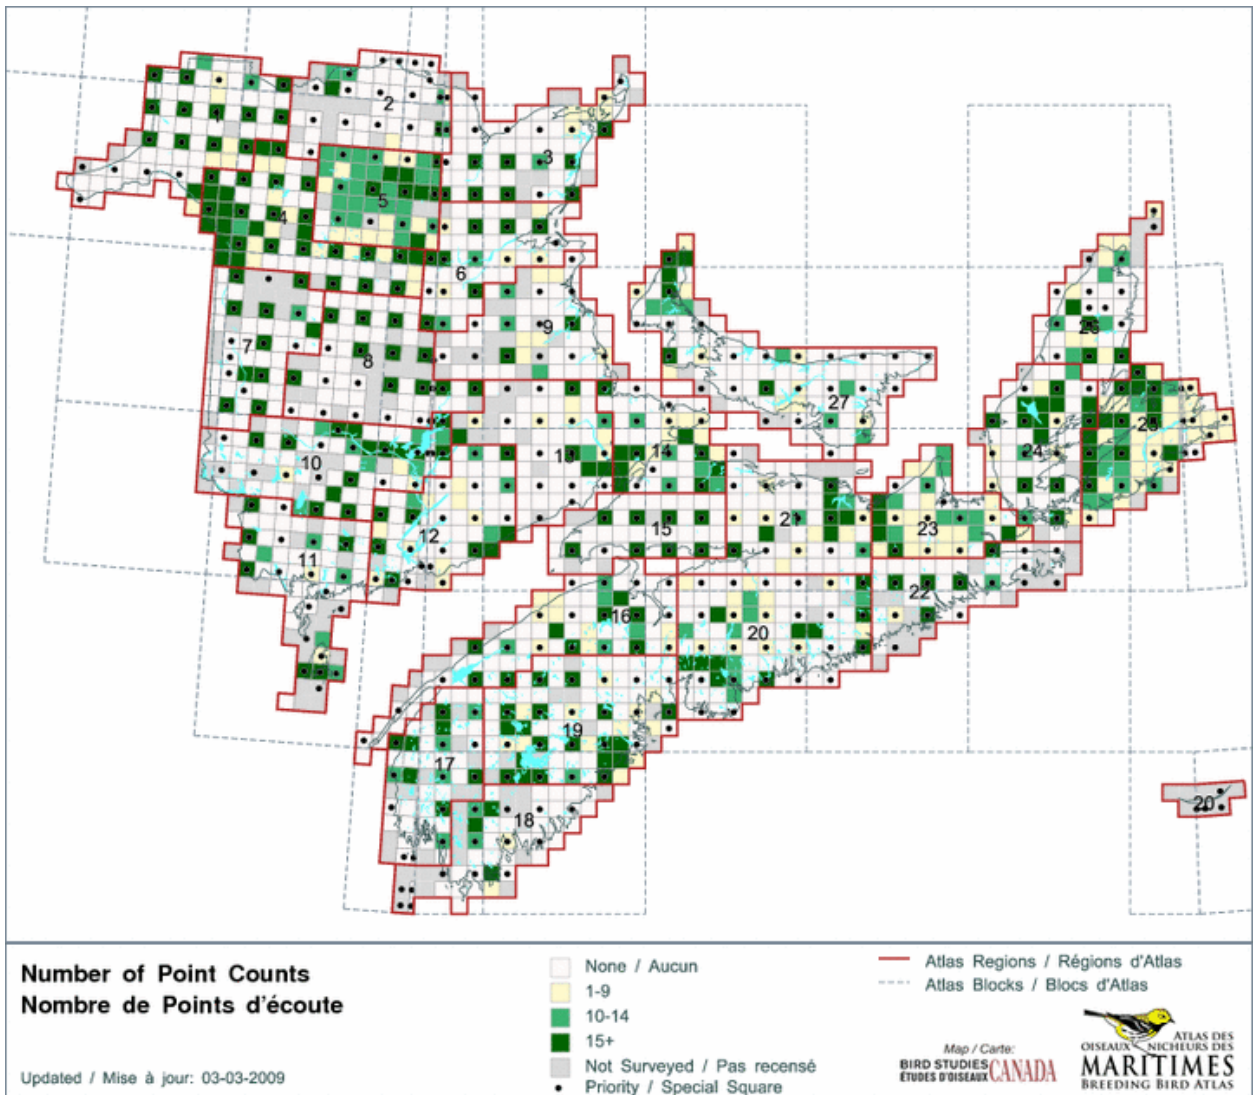 1
2
3
4
5
6
7
8
9
10
11
12
13
14
15
16
17
18
19
20
21
22
23
24
25
26
27
20
Number of Point Counts
Nombre de Points d'écoute
Updated / Mise à jour: 03-03-2009
None / Aucun
1-9
10-14
15+
Not Surveyed / Pas recensé
Priority / Special Square
Atlas Regions / Régions d'Atlas
Atlas Blocks / Blocs d'Atlas
Map / Carte:
BIRD STUDIES
ÉTUDES D'OISEAUX CANADA
ATLAS DES
OISEAUX NICHEURS DES
MARITIMES
BREEDING BIRD ATLAS